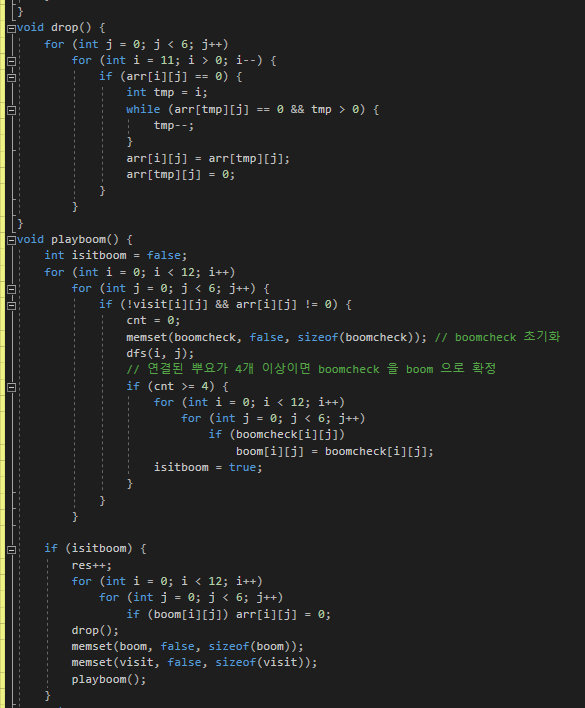 }
void drop() {
for (int j = 0; j < 6; j++)
for (int i = 11; i > 0; i--) {
if (arr[i][j] == 0) {
int tmp = i;
while (arr[tmp][j] == 0 && tmp > 0) {
tmp--;
}
arr[i][j] = arr[tmp][j];
arr[tmp][j] = 0;
}
}
}
void playboom() {
int isitboom = false;
for (int i = 0; i < 12; i++)
for (int j = 0; j < 6; j++) {
if (!visit[i][j] && arr[i][j] != 0) {
cnt = 0;
memset(boomcheck, false, sizeof(boomcheck)); // boomcheck 초기화
dfs(i, j);
// 연결된 뿌요가 4개 이상이면 boomcheck 을 boom 으로 확정
if (cnt >= 4) {
for (int i = 0; i < 12; i++)
for (int j = 0; j < 6; j++)
if (boomcheck[i][j])
boom[i][j] = boomcheck[i][j];
isitboom = true;
}
}
}
if (isitboom) {
res++;
for (int i = 0; i < 12; i++)
for (int j = 0; j < 6; j++)
if (boom[i][j]) arr[i][j] = 0;
drop();
memset(boom, false, sizeof(boom));
memset(visit, false, sizeof(visit));
playboom();
}